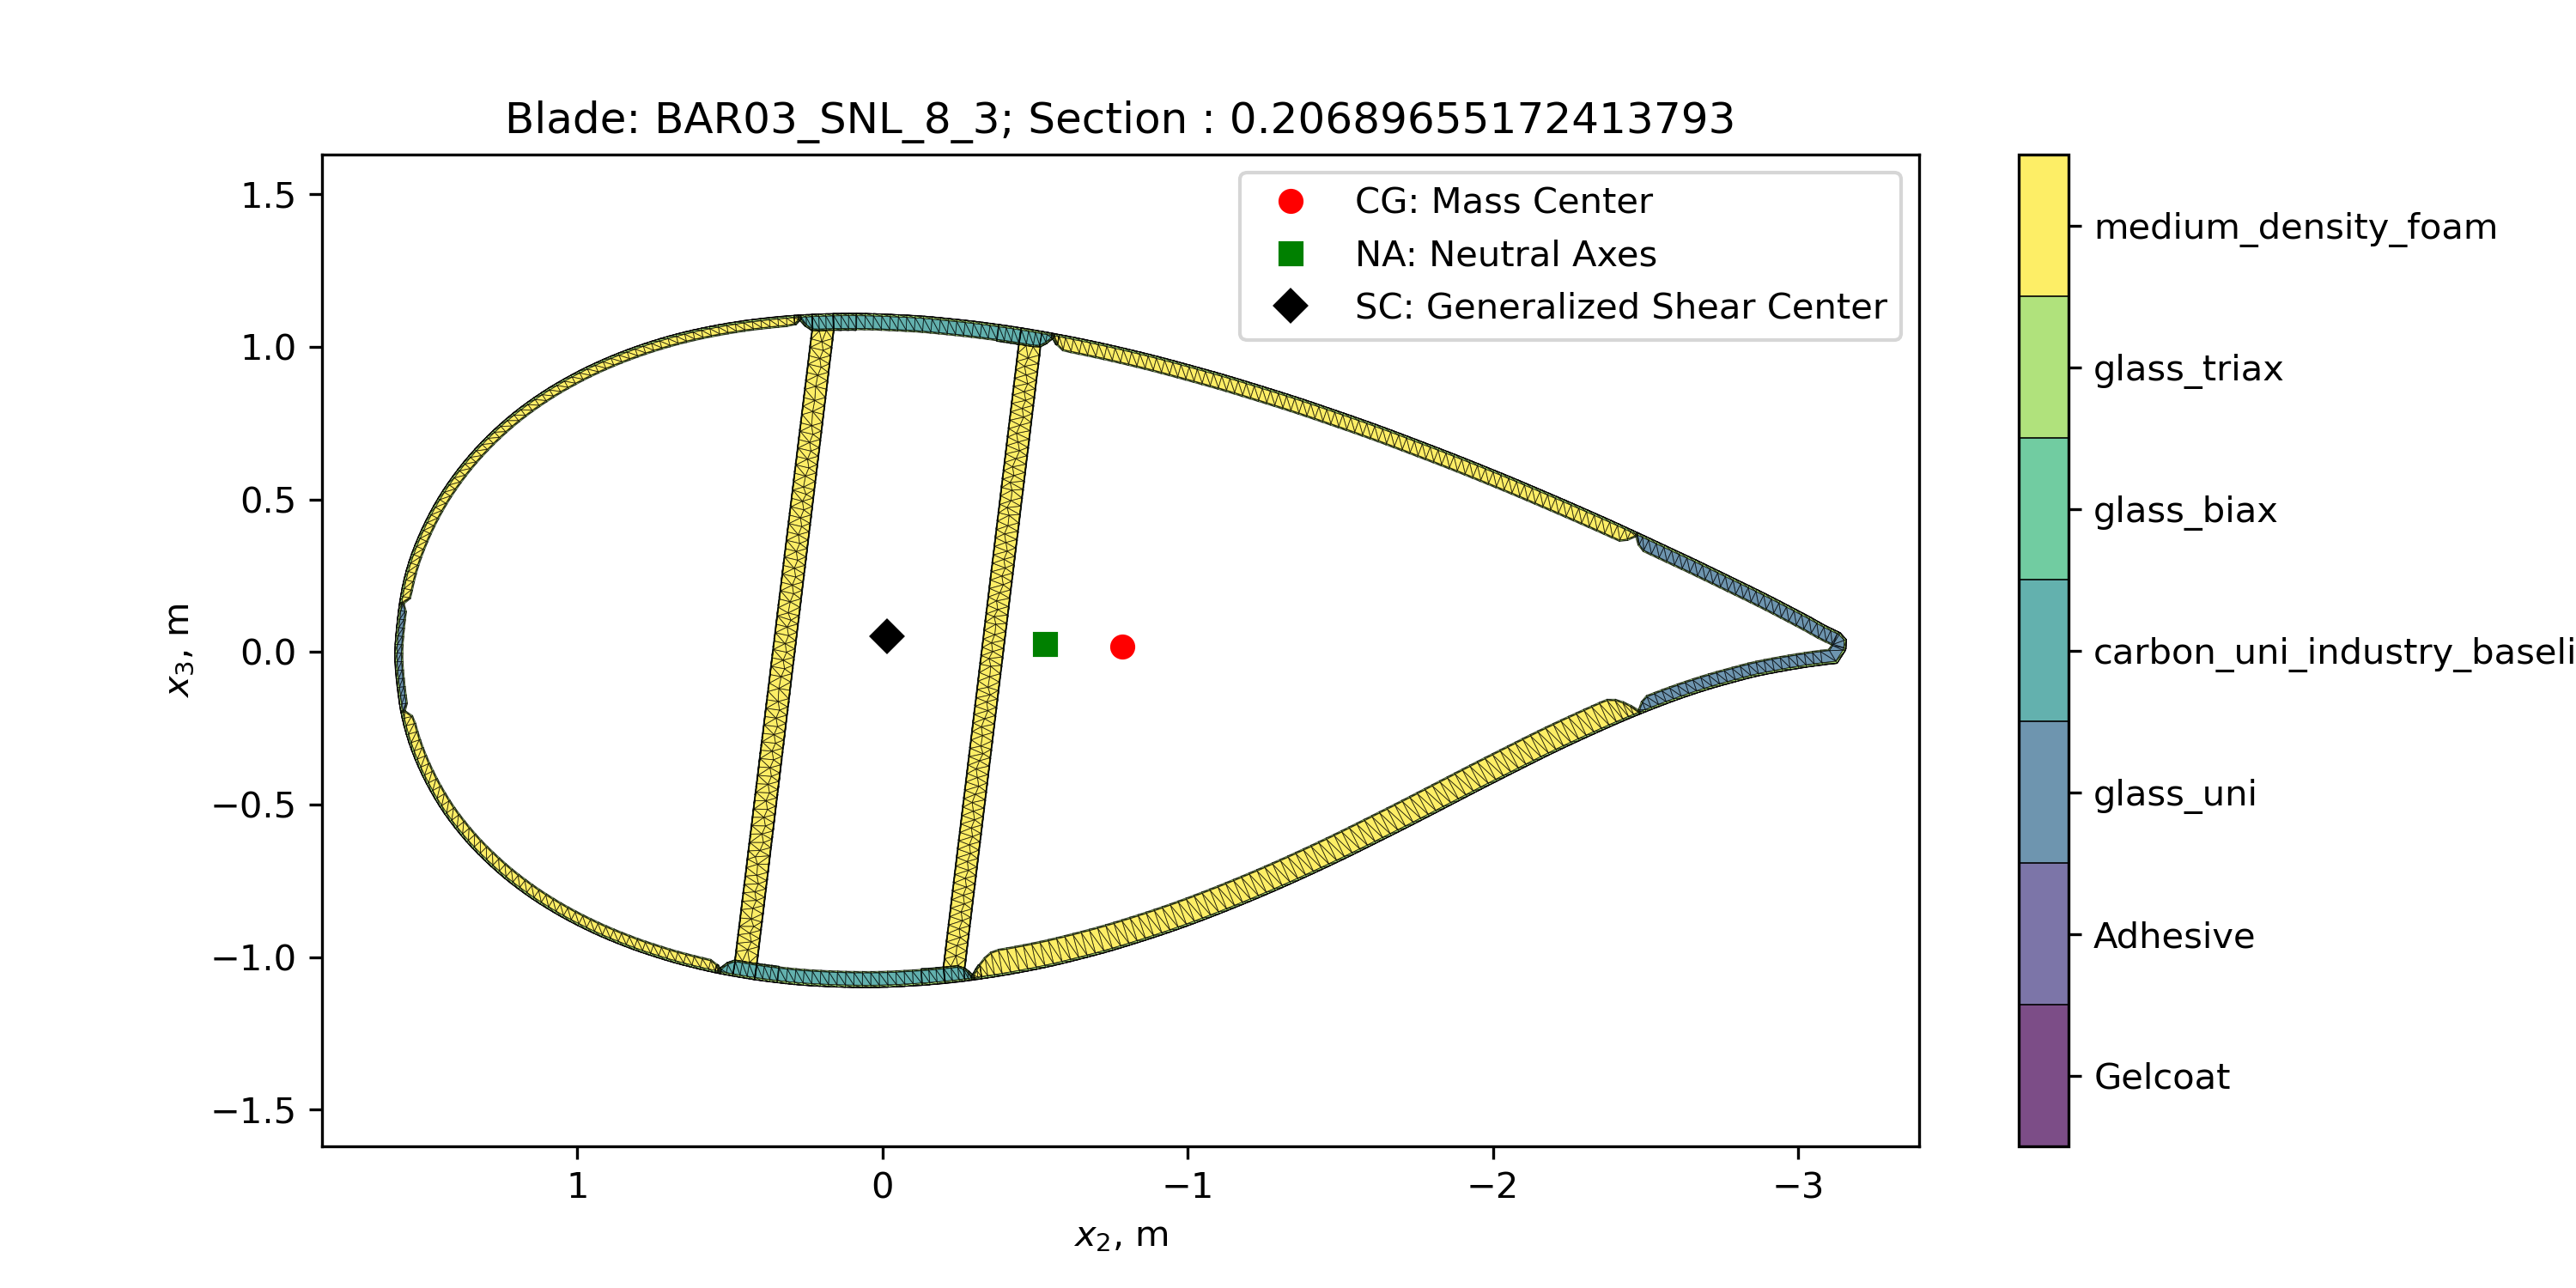 Blade: BAR03_SNL_8_3; Section : 0.20689655172413793
CG: Mass Center
NA: Neutral Axes
SC: Generalized Shear Center
1.5
1.0
0.5
0.0
−0.5
−1.0
−1.5
x₃, m
1 0 −1 −2 −3
x₂, m
medium_density_foam
glass_triax
glass_biax
carbon_uni_industry_baseli
glass_uni
Adhesive
Gelcoat